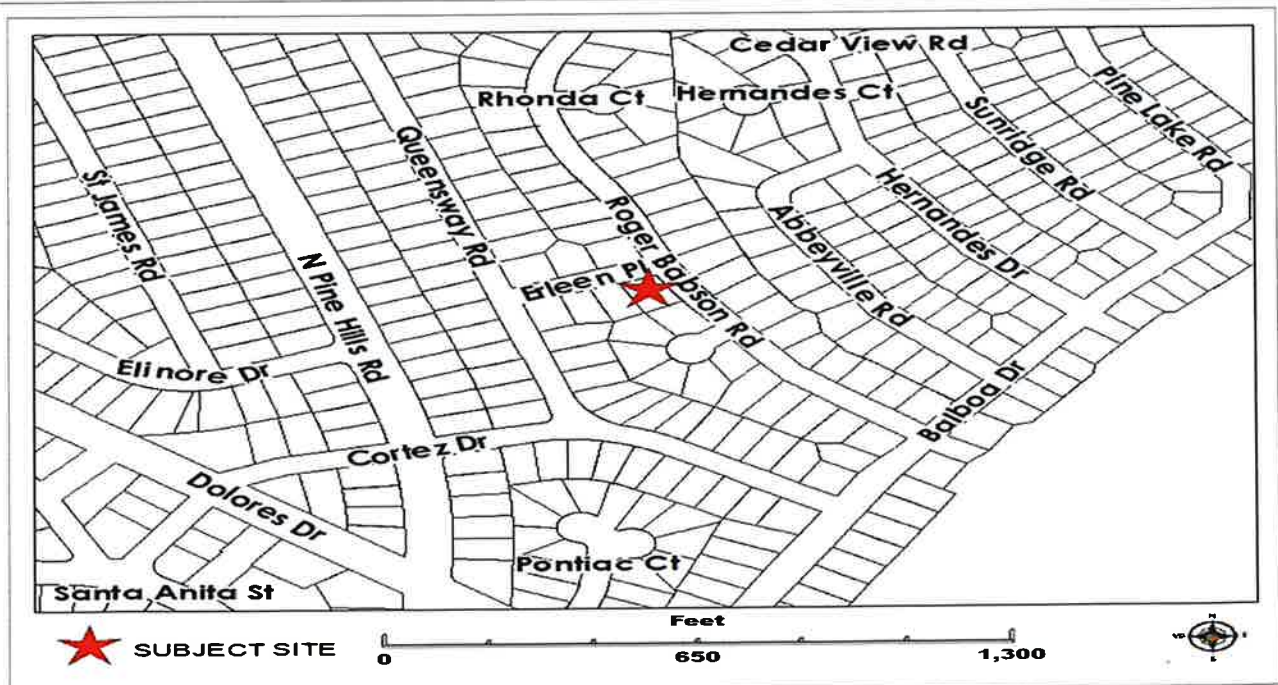 Cedar View Rd
Rhonda Ct
Hernandes Ct
Pine Lake Rd
Sunridge Rd
Queensway Rd
St James Rd
Hernandes Dr
Roger Babson Rd
Abbeyville Rd
N Pine Hills Rd
Erleen Pl
Elinore Dr
Balboa Dr
Cortez Dr
Dolores Dr
Pontiac Ct
Santa Anita St
SUBJECT SITE
Feet
0 650 1,300
N
E